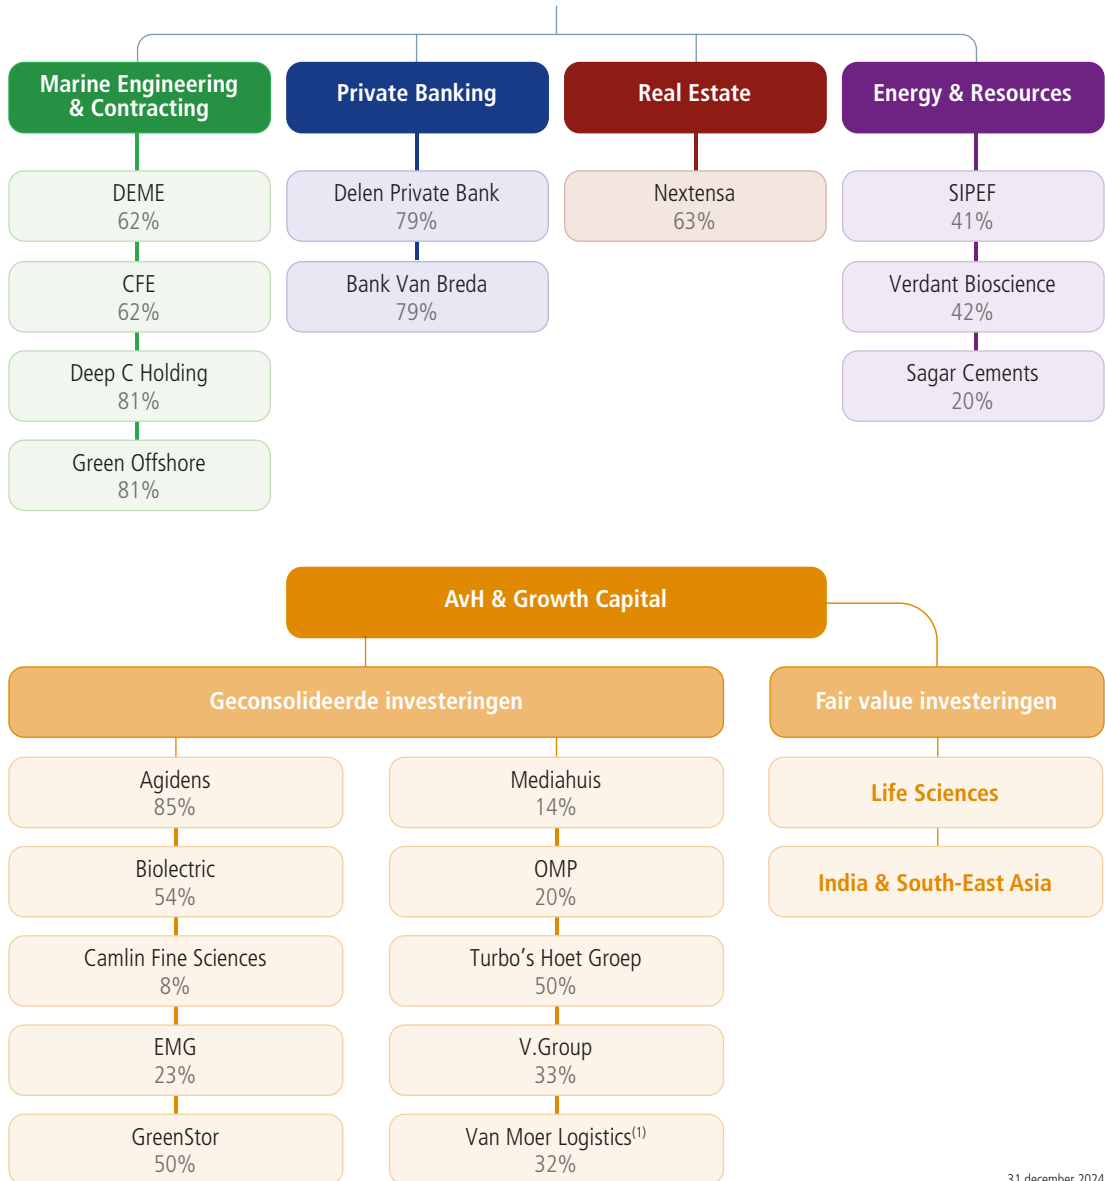 Marine Engineering
& Contracting
DEME
62%
CFE
62%
Deep C Holding
81%
Green Offshore
81%
Private Banking
Delen Private Bank
79%
Bank Van Breda
79%
Real Estate
Nextensa
63%
Energy & Resources
SIPEF
41%
Verdant Bioscience
42%
Sagar Cements
20%
AvH & Growth Capital
Geconsolideerde investeringen
Agidens
85%
Biolectric
54%
Camlin Fine Sciences
8%
EMG
23%
GreenStor
50%
Mediahuis
14%
OMP
20%
Turbo’s Hoet Groep
50%
V.Group
33%
Van Moer Logistics(1)
32%
Fair value investeringen
Life Sciences
India & South-East Asia
31 december 2024